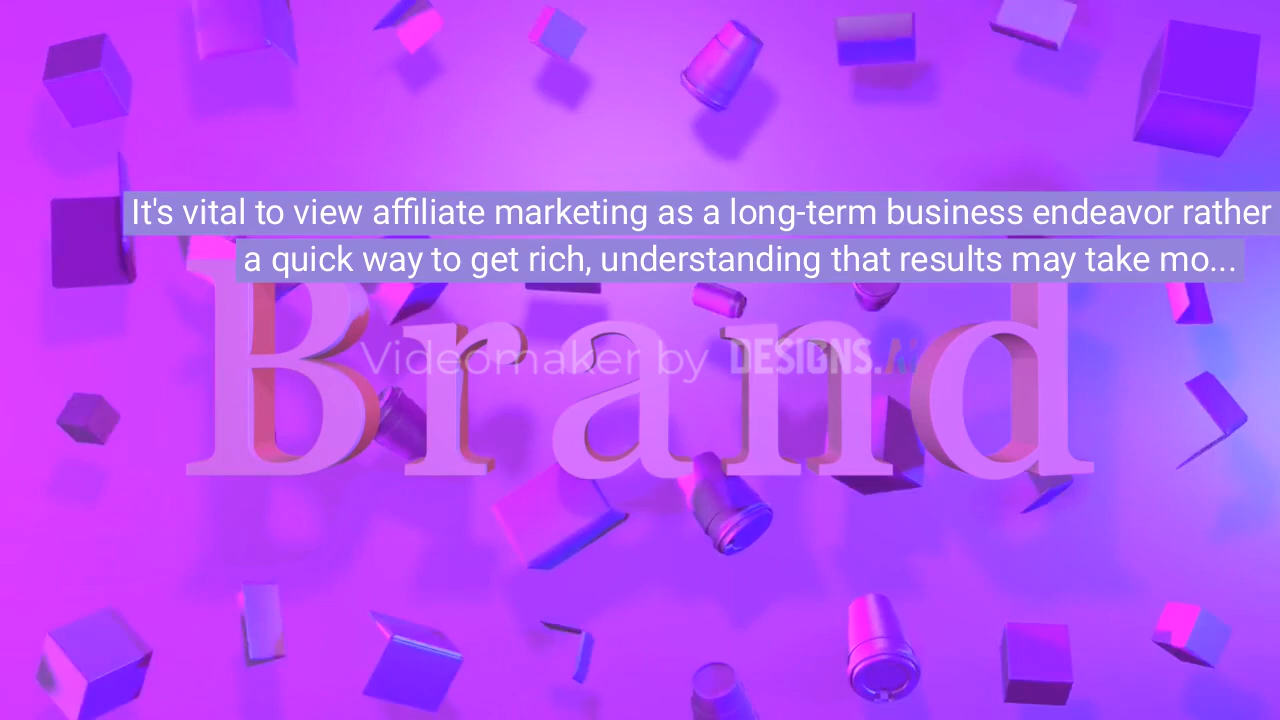 It's vital to view affiliate marketing as a long-term business endeavor rather
a quick way to get rich, understanding that results may take mo...
Brand
Videomaker by DESIGNS.Ai